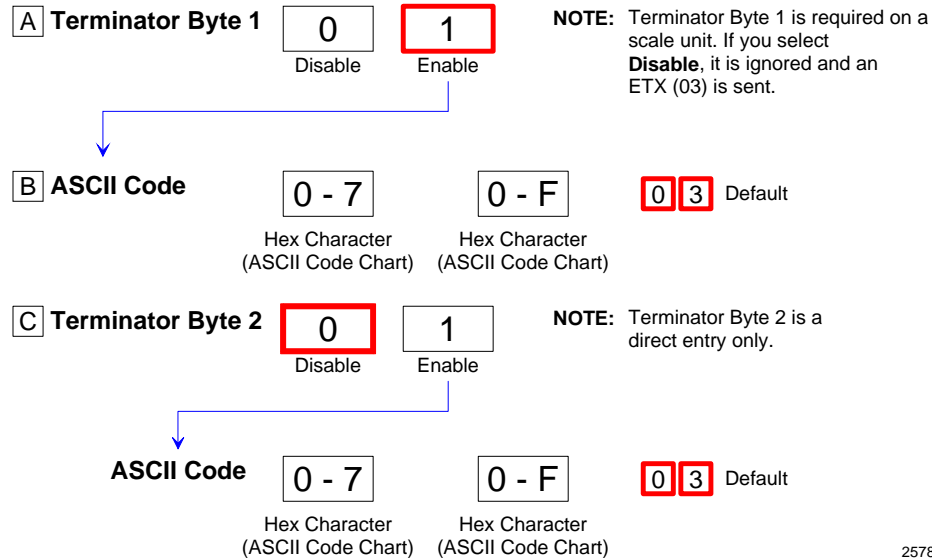 A Terminator Byte 1 0 1 NOTE: Terminator Byte 1 is required on a
scale unit. If you select
Disable Enable Disable, it is ignored and an
ETX (03) is sent.
B ASCII Code 0 - 7 0 - F 0 3 Default
Hex Character Hex Character
(ASCII Code Chart) (ASCII Code Chart)
C Terminator Byte 2 0 1 NOTE: Terminator Byte 2 is a
direct entry only.
Disable Enable
ASCII Code 0 - 7 0 - F 0 3 Default
Hex Character Hex Character
(ASCII Code Chart) (ASCII Code Chart)
2578